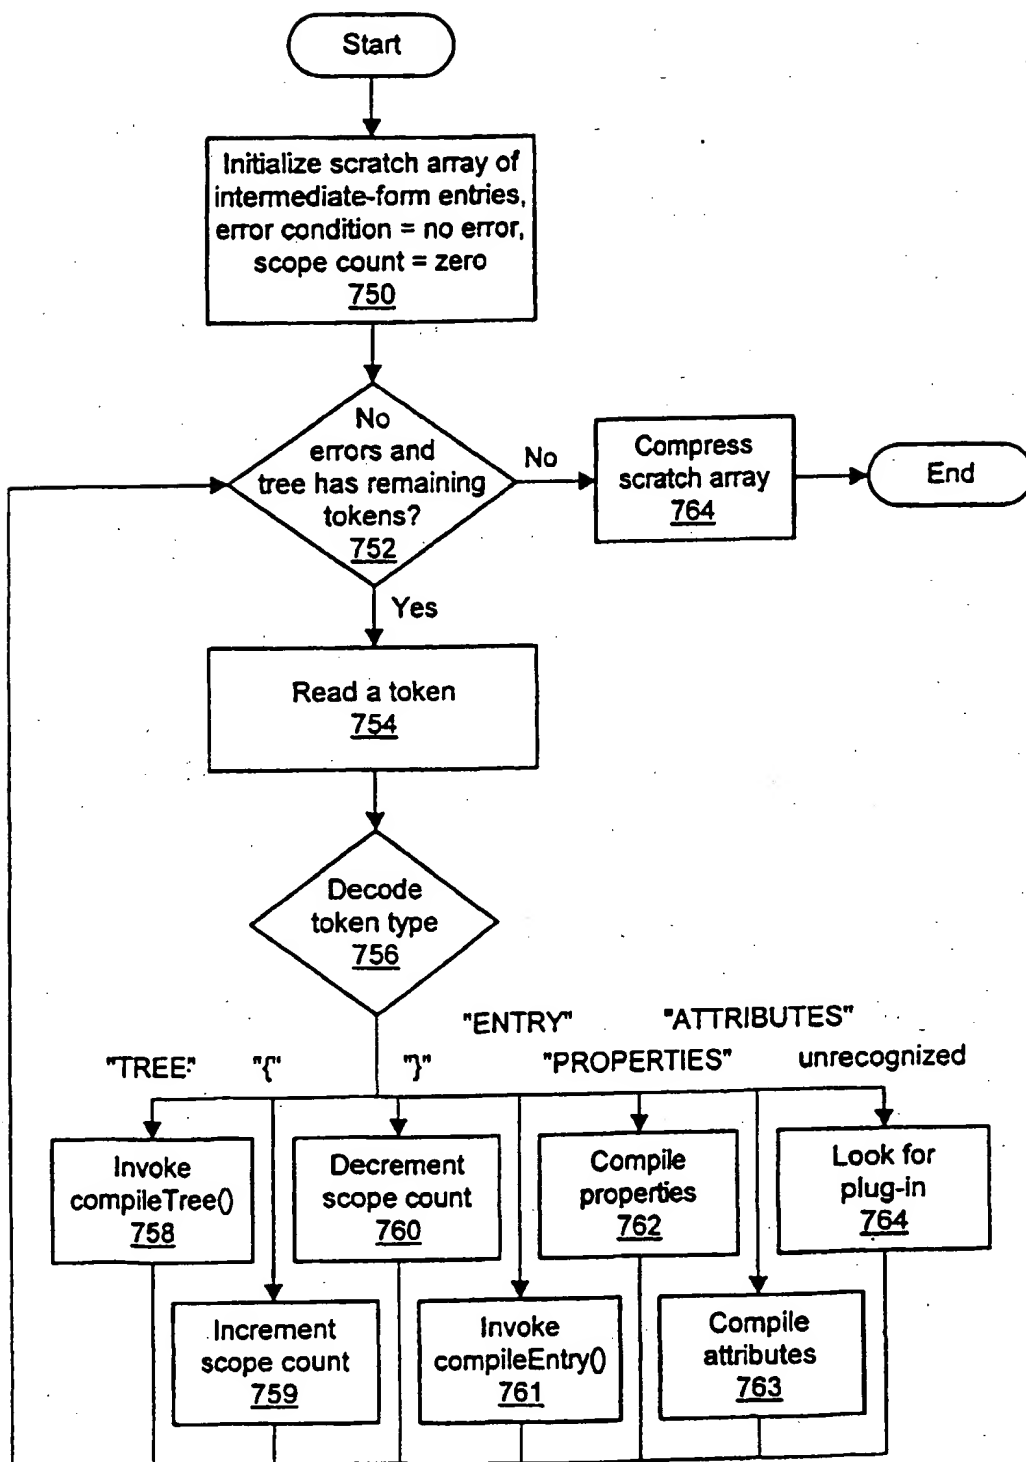 Start
Initialize scratch array of
intermediate-form entries,
error condition = no error,
scope count = zero
750
No
errors and
tree has remaining
tokens?
752
No
Compress
scratch array
764
End
Yes
Read a token
754
Decode
token type
756
"ENTRY"
"ATTRIBUTES"
"TREE"
"{"
"}"
"PROPERTIES"
unrecognized
Invoke
compileTree()
758
Decrement
scope count
760
Compile
properties
762
Look for
plug-in
764
Increment
scope count
759
Invoke
compileEntry()
761
Compile
attributes
763